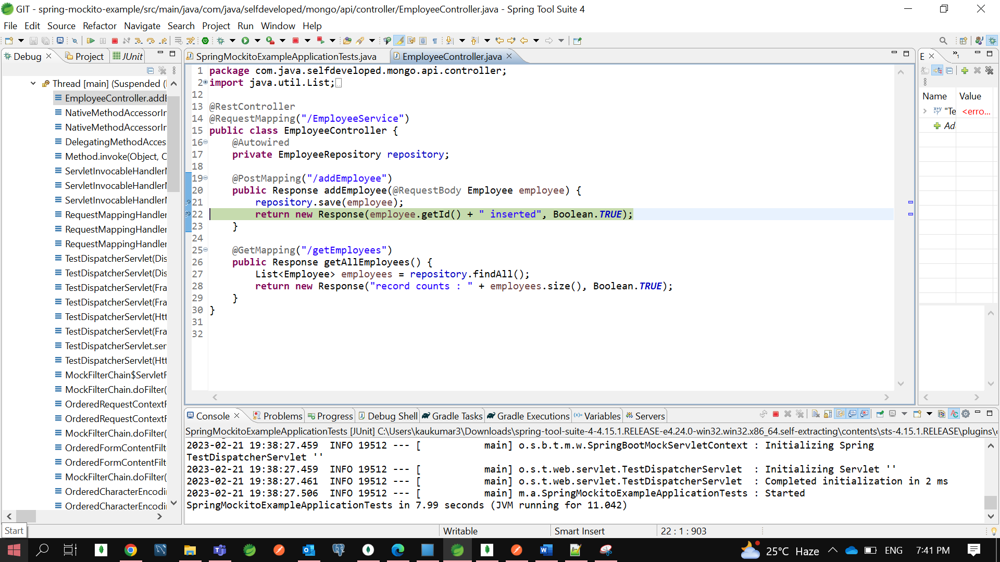 GIT - spring-mockito-example/src/main/java/com/java/selfdeveloped/mongo/api/controller/EmployeeController.java - Spring Tool Suite 4
File Edit Source Refactor Navigate Search Project Run Window Help
Debug Project JUnit
Thread [main] (Suspended (
EmployeeController.addE
NativeMethodAccessorIr
NativeMethodAccessorIr
DelegatingMethodAcces
Method.invoke(Object, C
ServletInvocableHandlerM
ServletInvocableHandlerM
ServletInvocableHandlerM
RequestMappingHandler
RequestMappingHandler
RequestMappingHandler
TestDispatcherServlet(Dis
TestDispatcherServlet(Dis
TestDispatcherServlet(Fra
TestDispatcherServlet(Fra
TestDispatcherServlet(Htt
TestDispatcherServlet(Fra
TestDispatcherServlet.ser
TestDispatcherServlet(Htt
MockFilterChain$ServletF
MockFilterChain.doFilter(
OrderedRequestContextF
OrderedRequestContextF
MockFilterChain.doFilter(
OrderedFormContentFilt
OrderedFormContentFilt
MockFilterChain.doFilter(
OrderedCharacterEncodi
OrderedCharacterEncodi
SpringMockitoExampleApplicationTests.java EmployeeController.java
1 package com.java.selfdeveloped.mongo.api.controller;
2 import java.util.List;
12
13 @RestController
14 @RequestMapping("/EmployeeService")
15 public class EmployeeController {
16 @Autowired
17 private EmployeeRepository repository;
18
19 @PostMapping("/addEmployee")
20 public Response addEmployee(@RequestBody Employee employee) {
21 repository.save(employee);
22 return new Response(employee.getId() + " inserted", Boolean.TRUE);
23 }
24
25 @GetMapping("/getEmployees")
26 public Response getAllEmployees() {
27 List<Employee> employees = repository.findAll();
28 return new Response("record counts : " + employees.size(), Boolean.TRUE);
29 }
30 }
31
32
E
Name Value
"Te <erro...
Ad
Console Problems Progress Debug Shell Gradle Tasks Gradle Executions Variables Servers
SpringMockitoExampleApplicationTests [JUnit] C:\Users\kaukumar3\Downloads\spring-tool-suite-4-4.15.1.RELEASE-e4.24.0-win32.win32.x86_64.self-extracting\contents\sts-4.15.1.RELEASE\plugins\
2023-02-21 19:38:27.459 INFO 19512 --- [ main] o.s.b.t.m.w.SpringBootMockServletContext : Initializing Spring
TestDispatcherServlet ''
2023-02-21 19:38:27.459 INFO 19512 --- [ main] o.s.t.web.servlet.TestDispatcherServlet : Initializing Servlet ''
2023-02-21 19:38:27.461 INFO 19512 --- [ main] o.s.t.web.servlet.TestDispatcherServlet : Completed initialization in 2 ms
2023-02-21 19:38:27.506 INFO 19512 --- [ main] m.a.SpringMockitoExampleApplicationTests : Started
SpringMockitoExampleApplicationTests in 7.99 seconds (JVM running for 11.042)
Start
Writable Smart Insert 22 : 1 : 903
25°C Haze ENG 7:41 PM